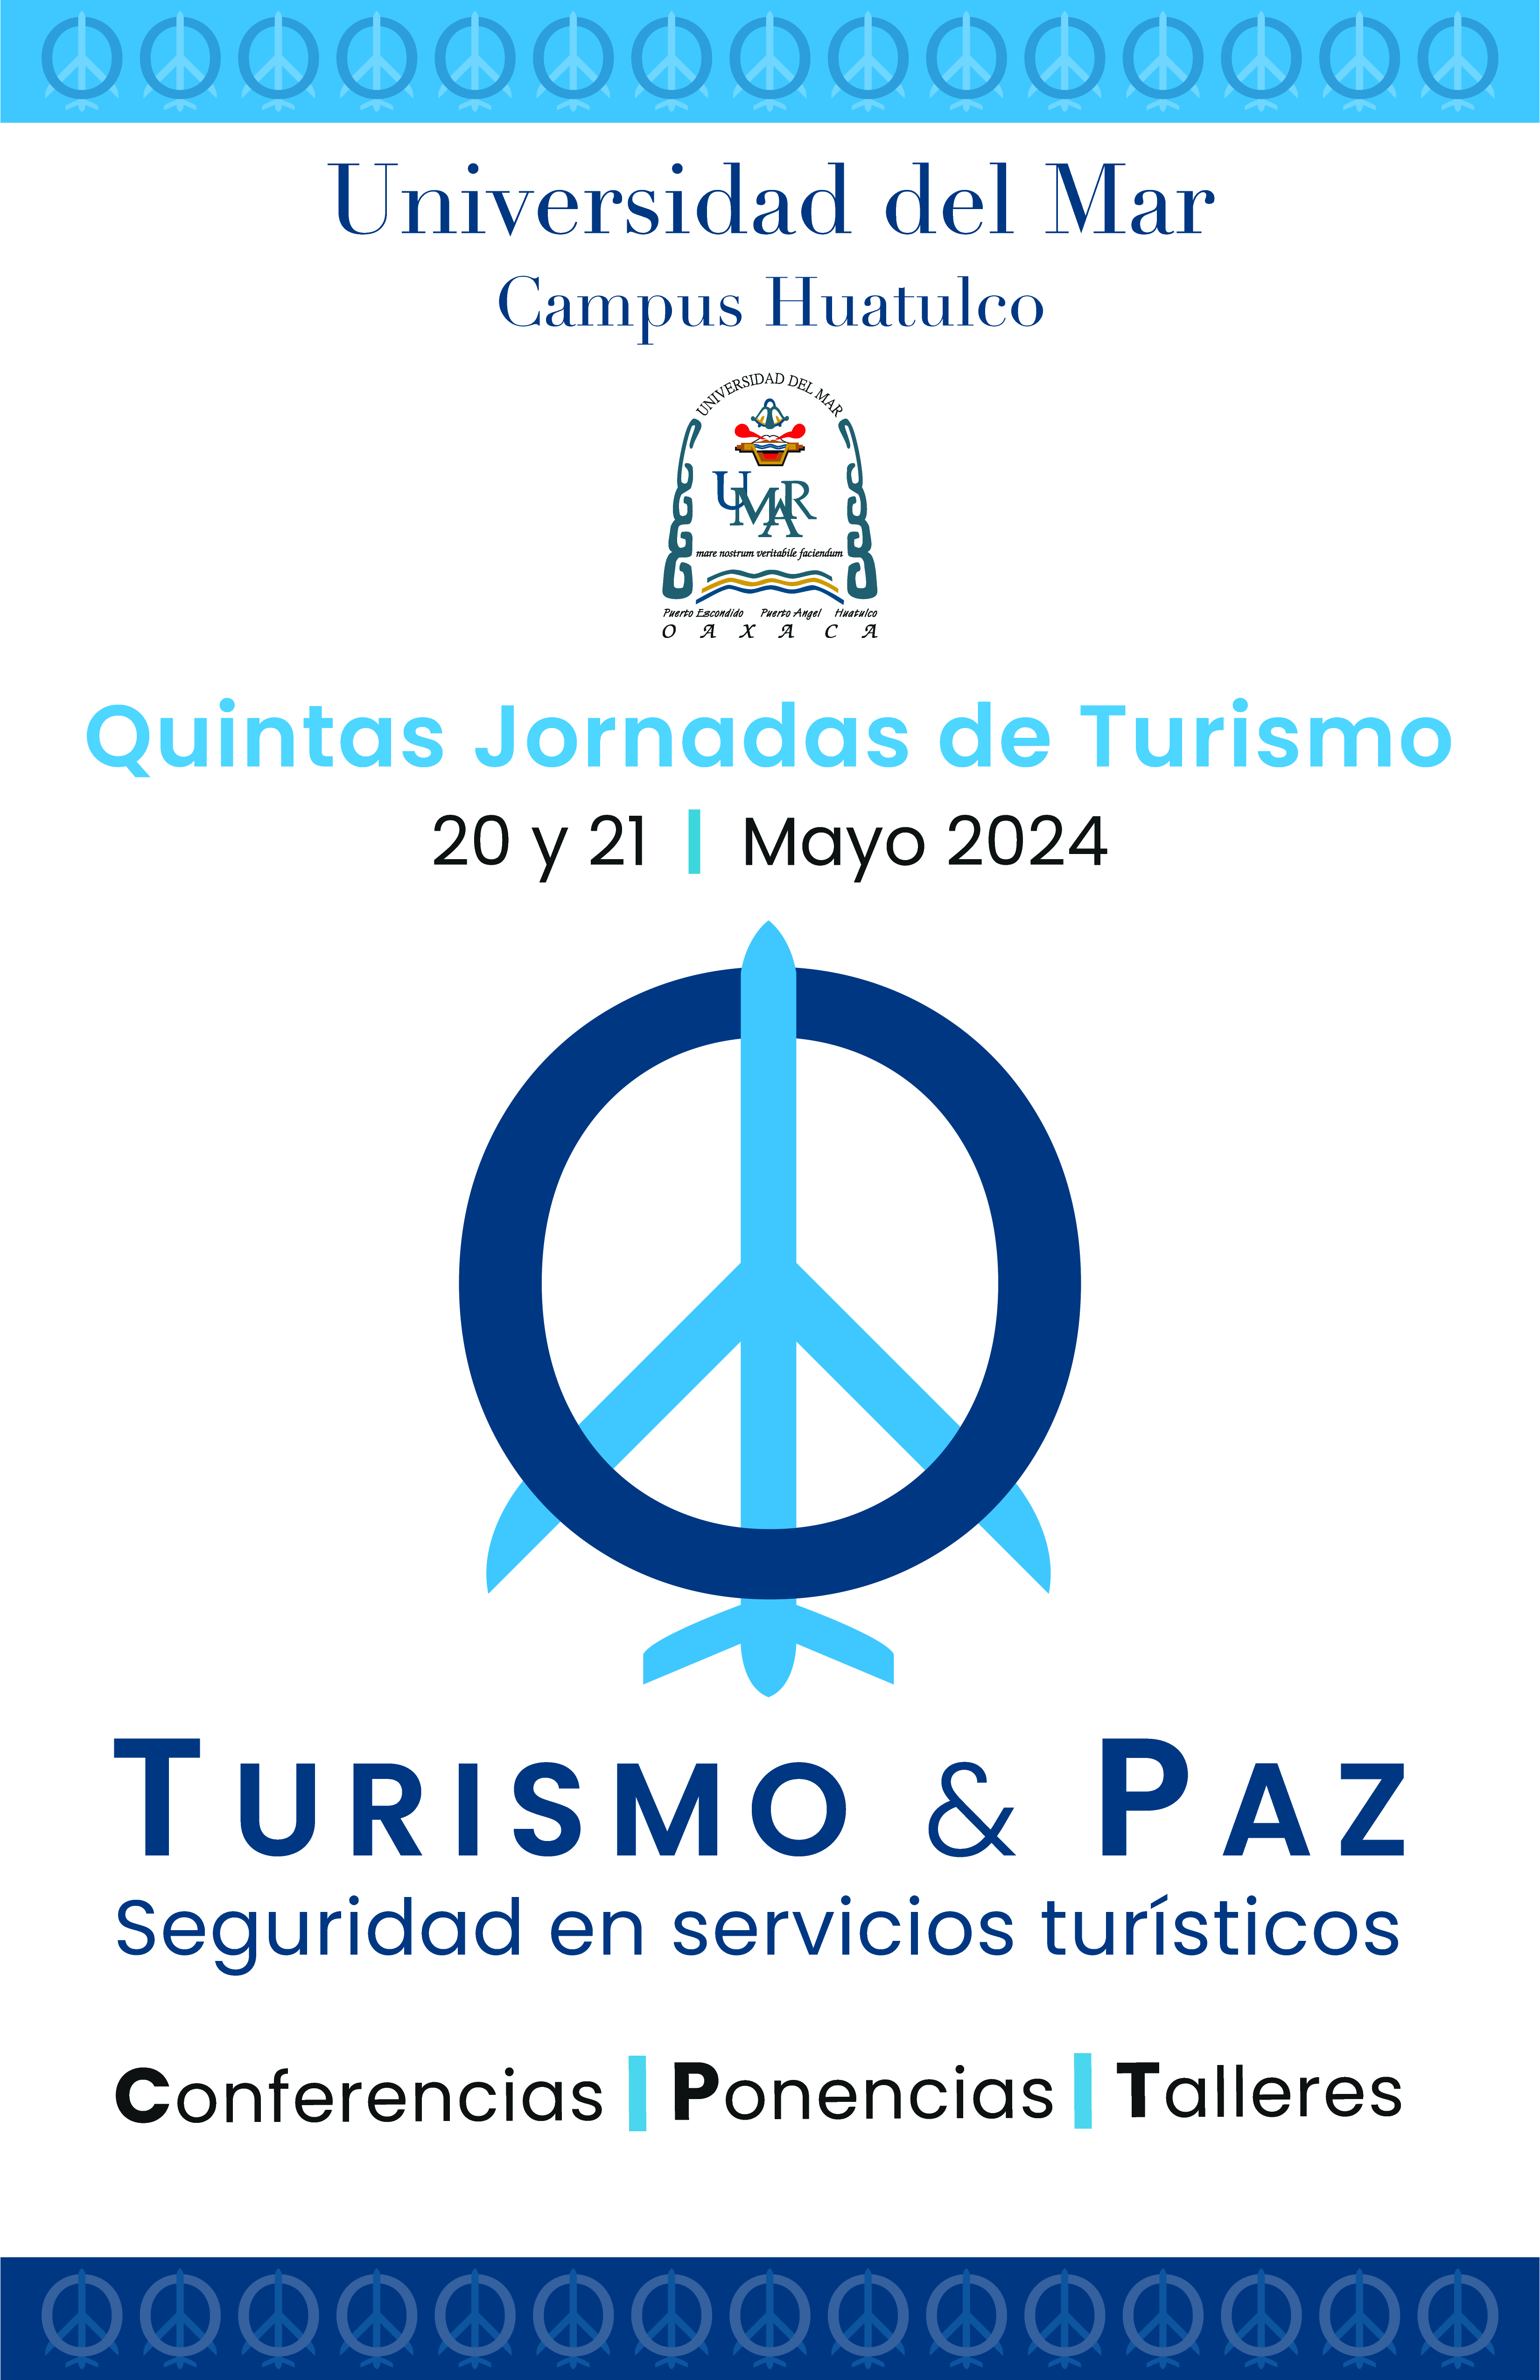 Universidad del Mar
Campus Huatulco
UNIVERSIDAD DEL MAR
UMAR
mare nostrum veritabile faciendum
Puerto Escondido Puerto Angel Huatulco
OAXACA
Quintas Jornadas de Turismo
20 y 21 | Mayo 2024
TURISMO & PAZ
Seguridad en servicios turísticos
Conferencias | Ponencias | Talleres